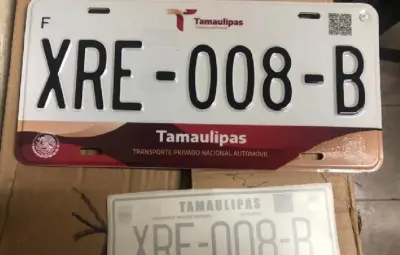 F
Tamaulipas
XRE-008-B
Tamaulipas
TRANSPORTE PRIVADO NACIONAL AUTOMÓVIL
TAMAULIPAS
XRE-008-B